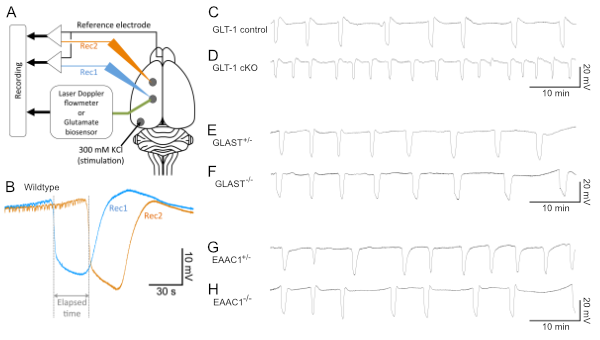 A
Reference electrode
Rec2
Rec1
Recording
Laser Doppler
flowmeter
or
Glutamate
biosensor
300 mM KCl
(stimulation)
B
Wildtype
Rec1
Rec2
10 mV
30 s
Elapsed
time
C
GLT-1 control
D
GLT-1 cKO
20 mV
10 min
E
GLAST+/-
F
GLAST-/-
20 mV
10 min
G
EAAC1+/-
H
EAAC1-/-
20 mV
10 min